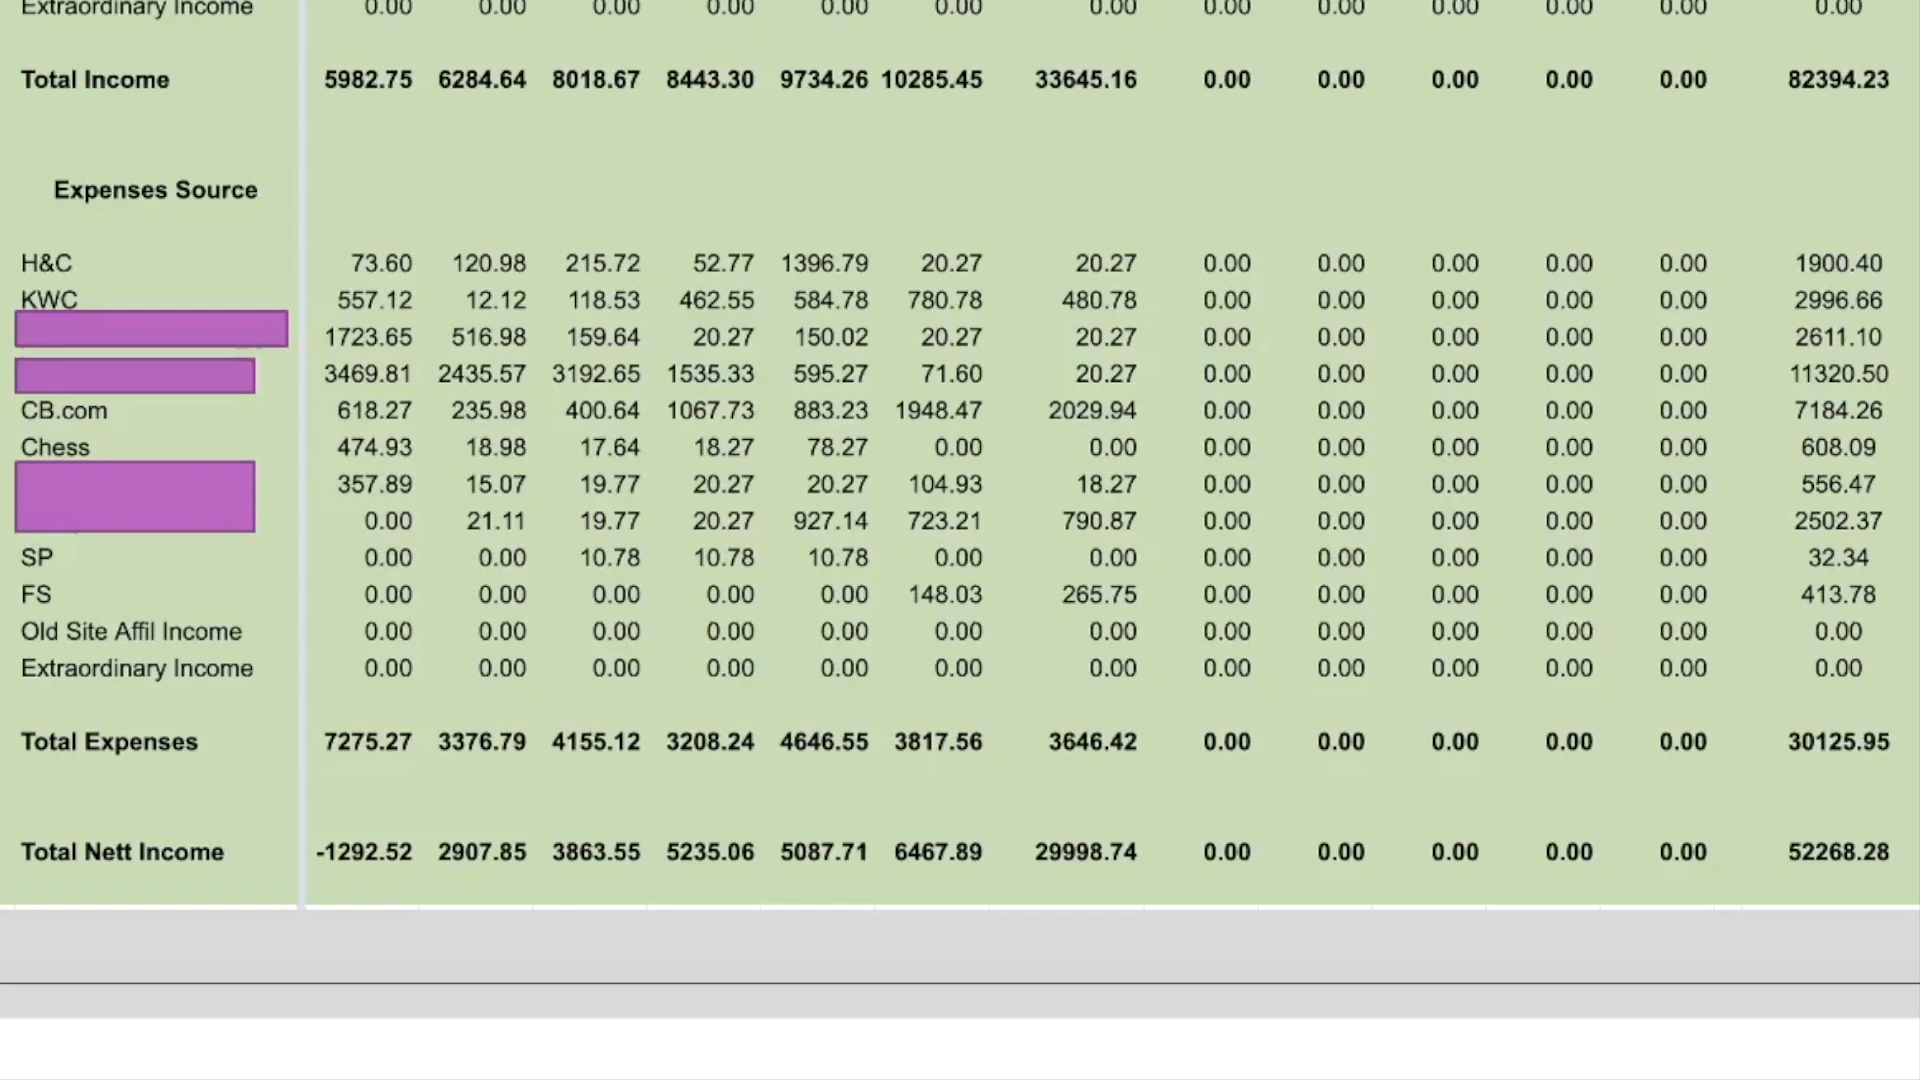 Extraordinary Income 0.00 0.00 0.00 0.00 0.00 0.00 0.00 0.00 0.00 0.00 0.00 0.00 0.00
Total Income 5982.75 6284.64 8018.67 8443.30 9734.26 10285.45 33645.16 0.00 0.00 0.00 0.00 0.00 82394.23
Expenses Source
H&C 73.60 120.98 215.72 52.77 1396.79 20.27 20.27 0.00 0.00 0.00 0.00 0.00 1900.40
KWC 557.12 12.12 118.53 462.55 584.78 780.78 480.78 0.00 0.00 0.00 0.00 0.00 2996.66
1723.65 516.98 159.64 20.27 150.02 20.27 20.27 0.00 0.00 0.00 0.00 0.00 2611.10
3469.81 2435.57 3192.65 1535.33 595.27 71.60 20.27 0.00 0.00 0.00 0.00 0.00 11320.50
CB.com 618.27 235.98 400.64 1067.73 883.23 1948.47 2029.94 0.00 0.00 0.00 0.00 0.00 7184.26
Chess 474.93 18.98 17.64 18.27 78.27 0.00 0.00 0.00 0.00 0.00 0.00 0.00 608.09
357.89 15.07 19.77 20.27 20.27 104.93 18.27 0.00 0.00 0.00 0.00 0.00 556.47
0.00 21.11 19.77 20.27 927.14 723.21 790.87 0.00 0.00 0.00 0.00 0.00 2502.37
SP 0.00 0.00 10.78 10.78 10.78 0.00 0.00 0.00 0.00 0.00 0.00 0.00 32.34
FS 0.00 0.00 0.00 0.00 0.00 148.03 265.75 0.00 0.00 0.00 0.00 0.00 413.78
Old Site Affil Income 0.00 0.00 0.00 0.00 0.00 0.00 0.00 0.00 0.00 0.00 0.00 0.00 0.00
Extraordinary Income 0.00 0.00 0.00 0.00 0.00 0.00 0.00 0.00 0.00 0.00 0.00 0.00 0.00
Total Expenses 7275.27 3376.79 4155.12 3208.24 4646.55 3817.56 3646.42 0.00 0.00 0.00 0.00 0.00 30125.95
Total Nett Income -1292.52 2907.85 3863.55 5235.06 5087.71 6467.89 29998.74 0.00 0.00 0.00 0.00 0.00 52268.28